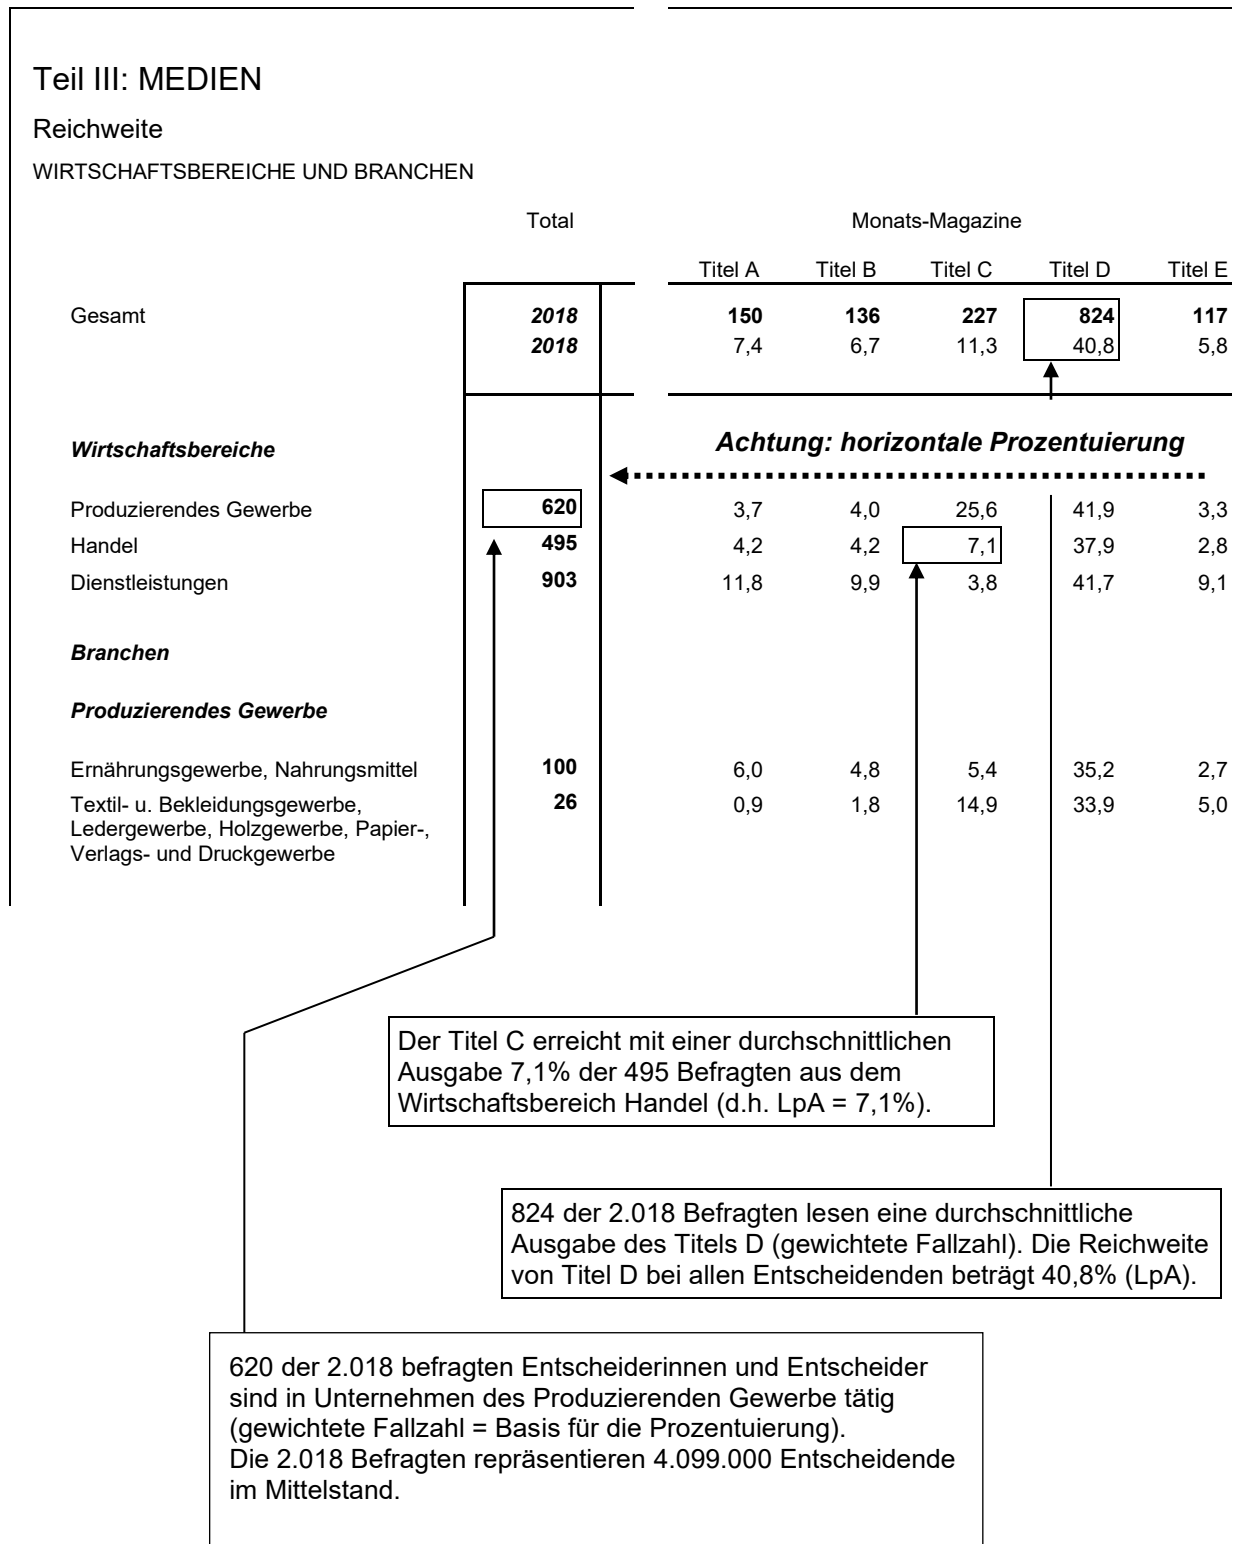 Teil III: MEDIEN
Reichweite
WIRTSCHAFTSBEREICHE UND BRANCHEN
Total Monats-Magazine
Titel A Titel B Titel C Titel D Titel E
Gesamt 2018 150 136 227 824 117
2018 7,4 6,7 11,3 40,8 5,8
Wirtschaftsbereiche Achtung: horizontale Prozentuierung
Produzierendes Gewerbe 620 3,7 4,0 25,6 41,9 3,3
Handel 495 4,2 4,2 7,1 37,9 2,8
Dienstleistungen 903 11,8 9,9 3,8 41,7 9,1
Branchen
Produzierendes Gewerbe
Ernährungsgewerbe, Nahrungsmittel 100 6,0 4,8 5,4 35,2 2,7
Textil- u. Bekleidungsgewerbe, 26 0,9 1,8 14,9 33,9 5,0
Ledergewerbe, Holzgewerbe, Papier-,
Verlags- und Druckgewerbe
Der Titel C erreicht mit einer durchschnittlichen
Ausgabe 7,1% der 495 Befragten aus dem
Wirtschaftsbereich Handel (d.h. LpA = 7,1%).
824 der 2.018 Befragten lesen eine durchschnittliche
Ausgabe des Titels D (gewichtete Fallzahl). Die Reichweite
von Titel D bei allen Entscheidenden beträgt 40,8% (LpA).
620 der 2.018 befragten Entscheiderinnen und Entscheider
sind in Unternehmen des Produzierenden Gewerbe tätig
(gewichtete Fallzahl = Basis für die Prozentuierung).
Die 2.018 Befragten repräsentieren 4.099.000 Entscheidende
im Mittelstand.